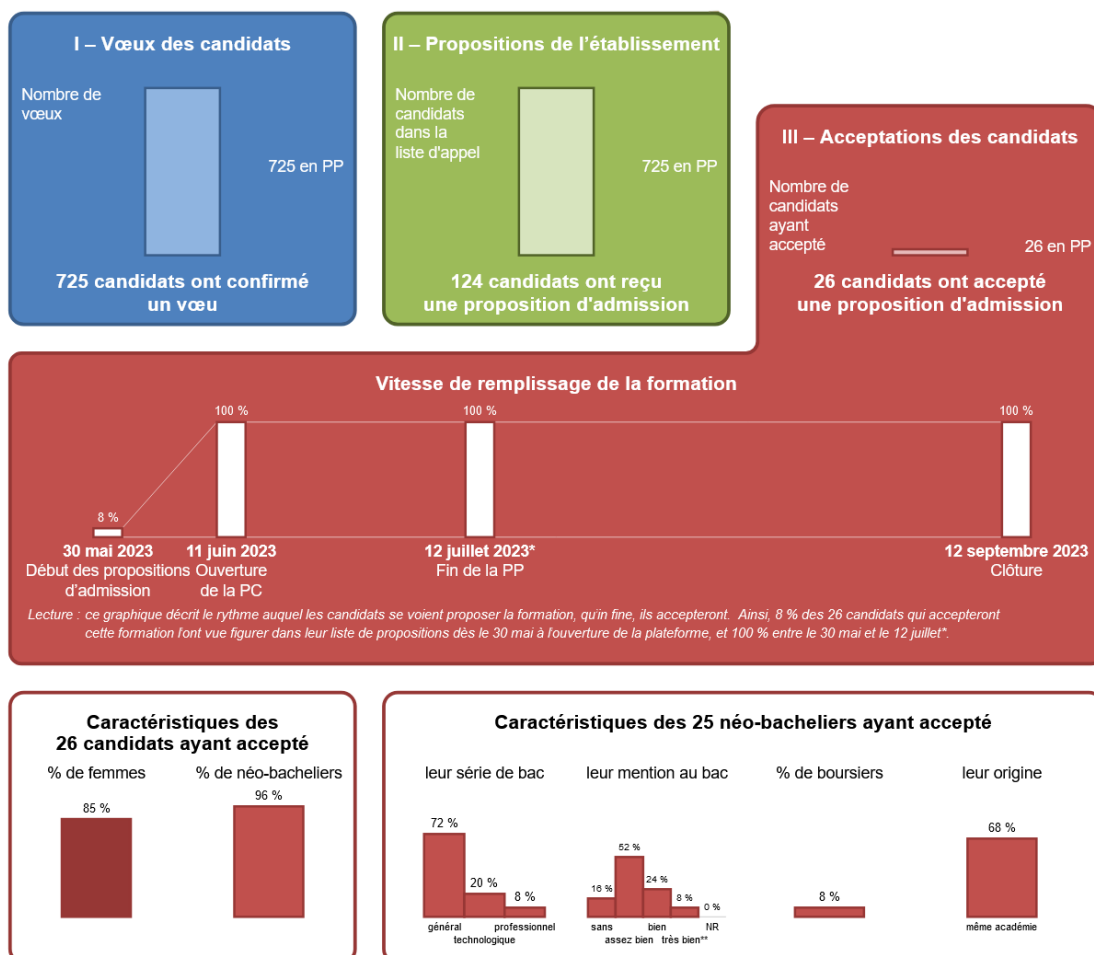 I – Vœux des candidats
Nombre de
vœux
725 en PP
725 candidats ont confirmé
un vœu
II – Propositions de l'établissement
Nombre de
candidats
dans la
liste d'appel
725 en PP
124 candidats ont reçu
une proposition d'admission
III – Acceptations des candidats
Nombre de
candidats
ayant
accepté
26 en PP
26 candidats ont accepté
une proposition d'admission
Vitesse de remplissage de la formation
8 %
100 %
100 %
100 %
30 mai 2023
Début des propositions
d'admission
11 juin 2023
Ouverture
de la PC
12 juillet 2023*
Fin de la PP
12 septembre 2023
Clôture
Lecture : ce graphique décrit le rythme auquel les candidats se voient proposer la formation, qu'in fine, ils accepteront. Ainsi, 8 % des 26 candidats qui accepteront
cette formation l'ont vue figurer dans leur liste de propositions dès le 30 mai à l'ouverture de la plateforme, et 100 % entre le 30 mai et le 12 juillet*.
Caractéristiques des
26 candidats ayant accepté
% de femmes
85 %
% de néo-bacheliers
96 %
Caractéristiques des 25 néo-bacheliers ayant accepté
leur série de bac
72 %
20 %
8 %
général
professionnel
technologique
leur mention au bac
16 %
52 %
24 %
8 %
0 %
sans
bien
NR
assez bien
très bien**
% de boursiers
8 %
leur origine
68 %
même académie